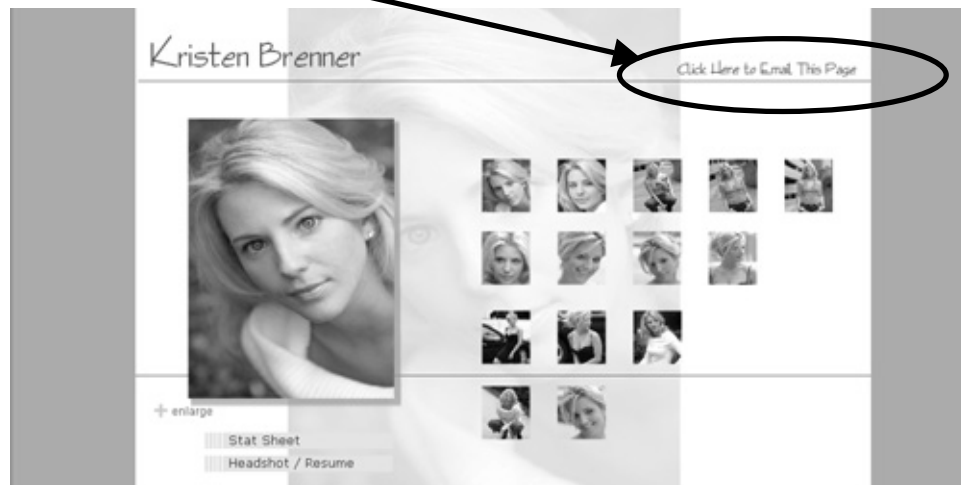 Kristen Brenner
Click Here to Email This Page
enlarge
Stat Sheet
Headshot / Resume